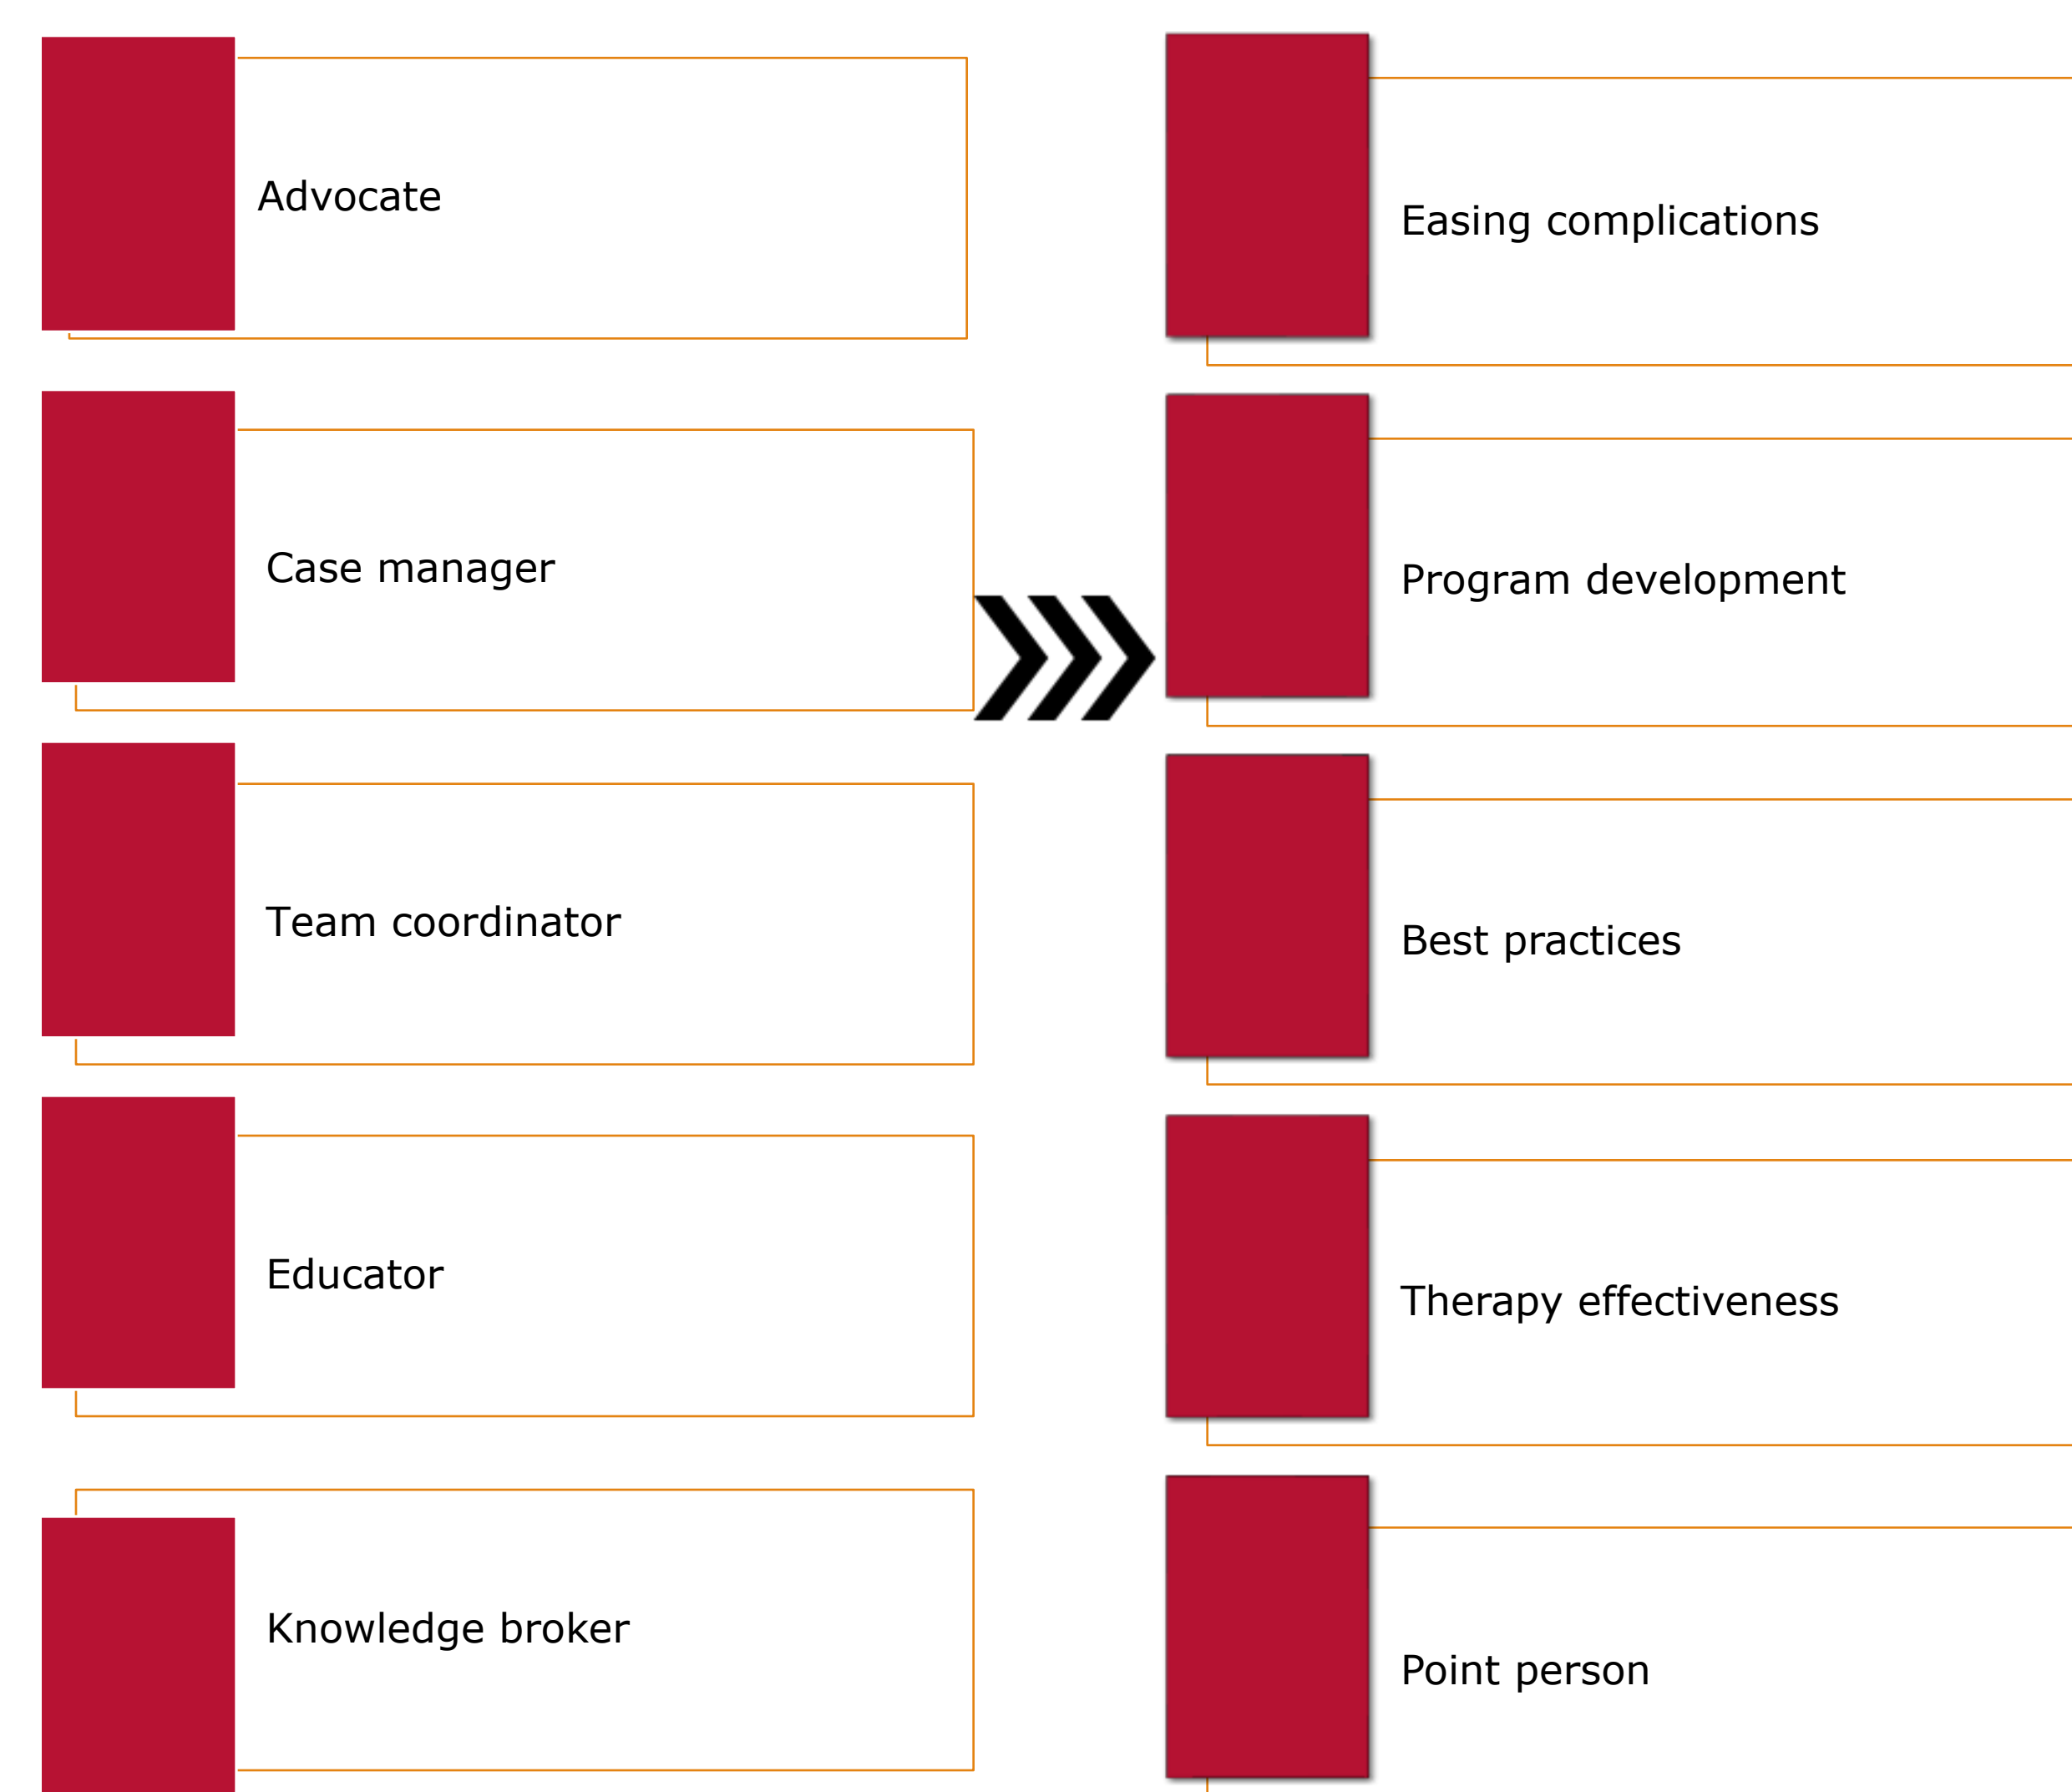 Advocate
Case manager
Team coordinator
Educator
Knowledge broker
Easing complications
Program development
Best practices
Therapy effectiveness
Point person